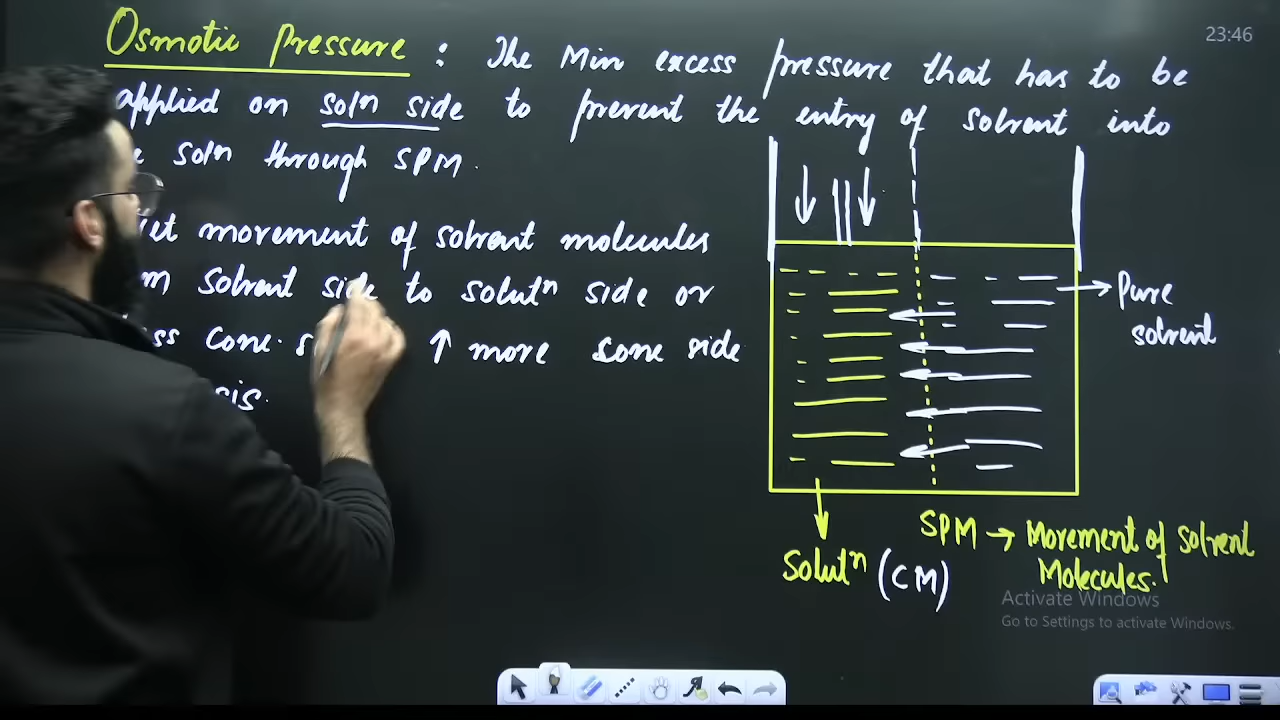 23:46
Osmotic Pressure : The Min excess pressure that has to be
applied on solⁿ side to prevent the entry of solvent into
solⁿ through SPM.
movement of solvent molecules
solvent side to solutⁿ side or
conc. ↑ more conc side
→ Pure
solvent
SPM → Movement of solvent
Molecules.
Solutⁿ (CM)
Activate Windows
Go to Settings to activate Windows.